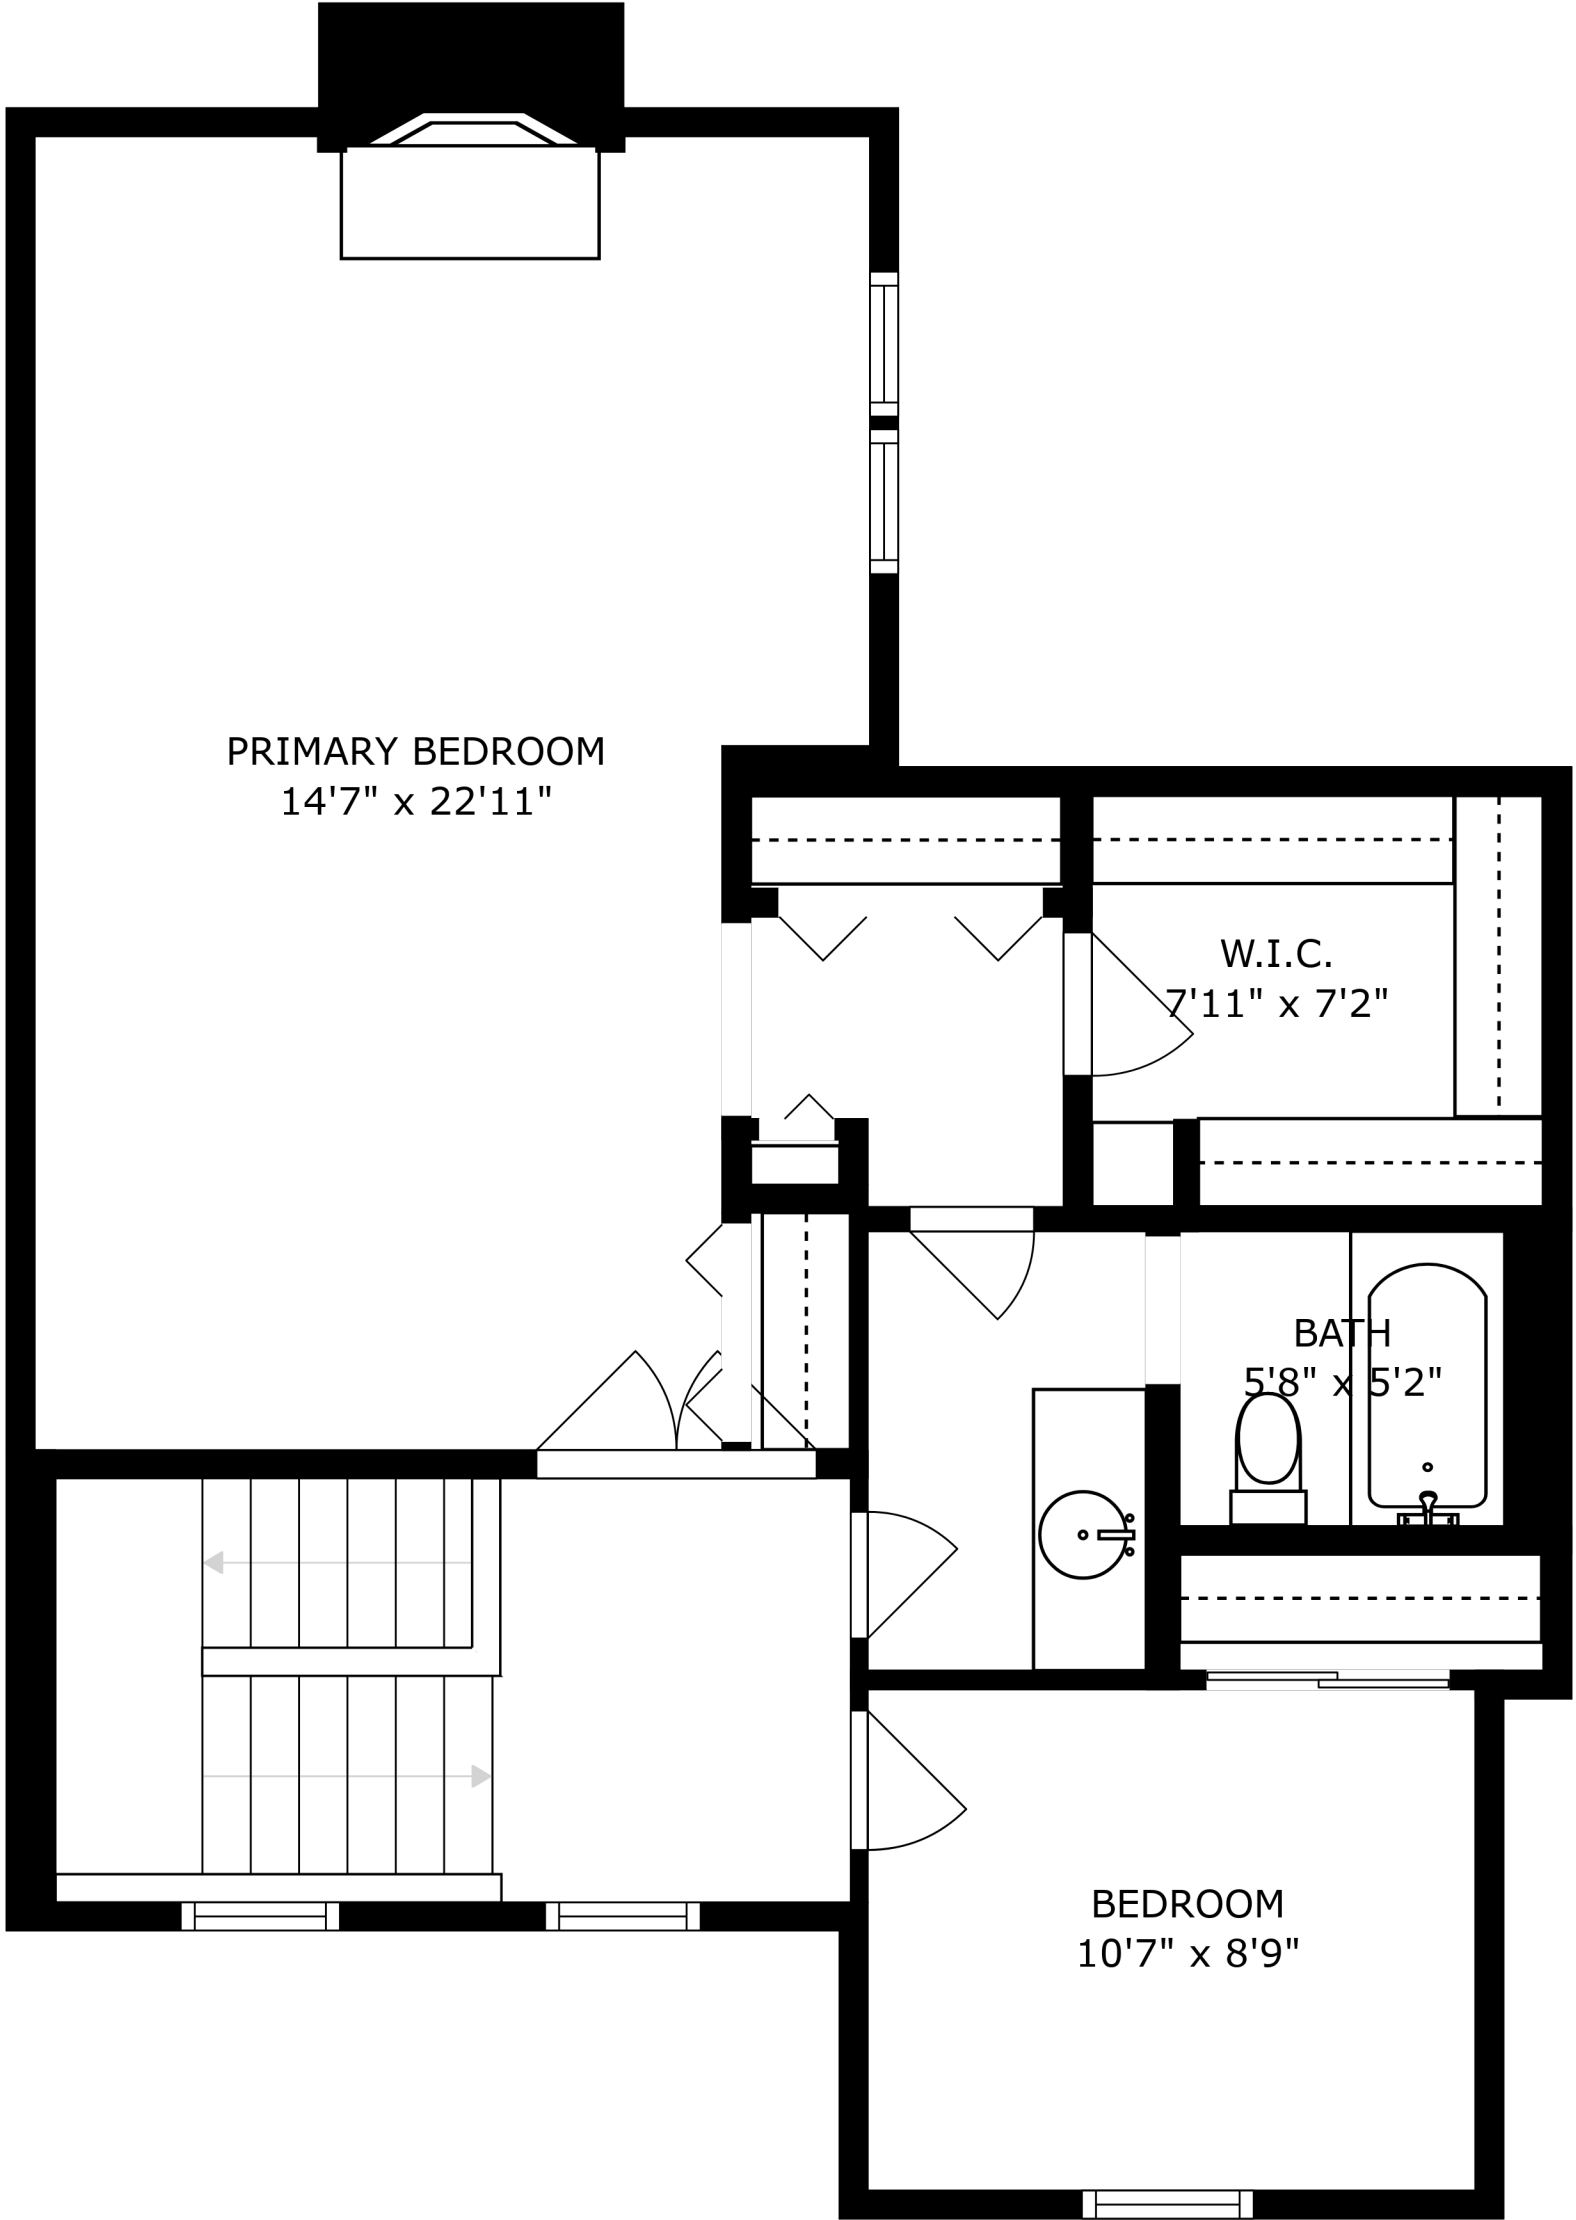 PRIMARY BEDROOM
14'7" x 22'11"
W.I.C.
7'11" x 7'2"
BATH
5'8" x 5'2"
BEDROOM
10'7" x 8'9"